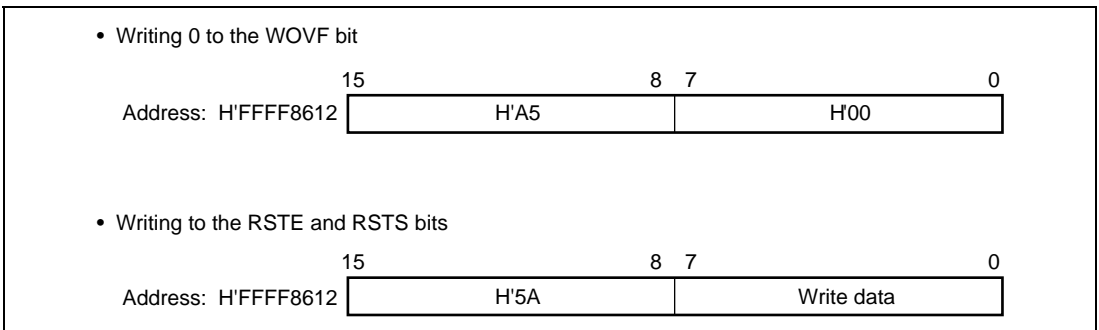 • Writing 0 to the WOVF bit
15 8 7 0
Address: H'FFFF8612 H'A5 H'00
• Writing to the RSTE and RSTS bits
15 8 7 0
Address: H'FFFF8612 H'5A Write data